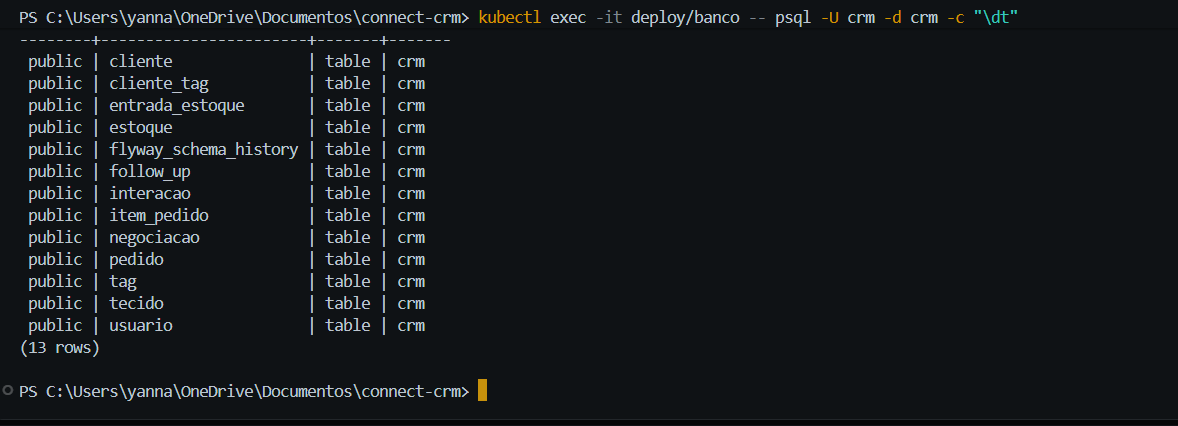 PS C:\Users\yanna\OneDrive\Documentos\connect-crm> kubectl exec -it deploy/banco -- psql -U crm -d crm -c "\dt"
--------+-----------------------+-------+-------
 public | cliente               | table | crm
 public | cliente_tag           | table | crm
 public | entrada_estoque       | table | crm
 public | estoque               | table | crm
 public | flyway_schema_history | table | crm
 public | follow_up             | table | crm
 public | interacao             | table | crm
 public | item_pedido           | table | crm
 public | negociacao            | table | crm
 public | pedido                | table | crm
 public | tag                   | table | crm
 public | tecido                | table | crm
 public | usuario               | table | crm
(13 rows)
PS C:\Users\yanna\OneDrive\Documentos\connect-crm>